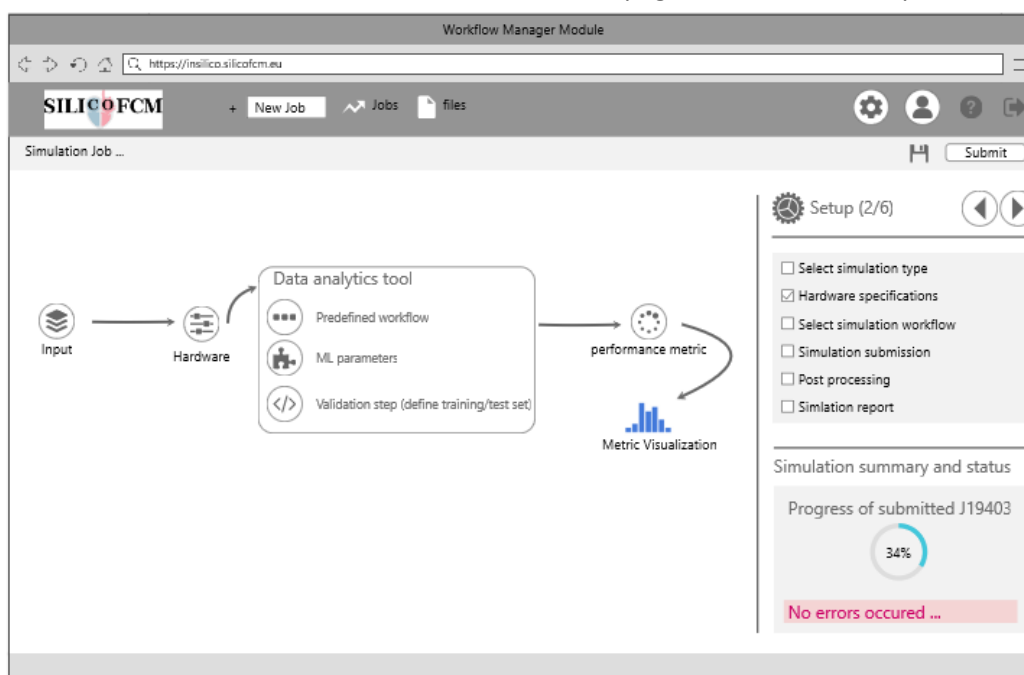 Workflow Manager Module
https://insilico.silicofcm.eu
SILICOFCM
+ New Job
Jobs
files
Simulation Job ...
Submit
Setup (2/6)
Select simulation type
Hardware specifications
Select simulation workflow
Simulation submission
Post processing
Simlation report
Input
Hardware
Data analytics tool
Predefined workflow
ML parameters
Validation step (define training/test set)
performance metric
Metric Visualization
Simulation summary and status
Progress of submitted J19403
34%
No errors occured ...